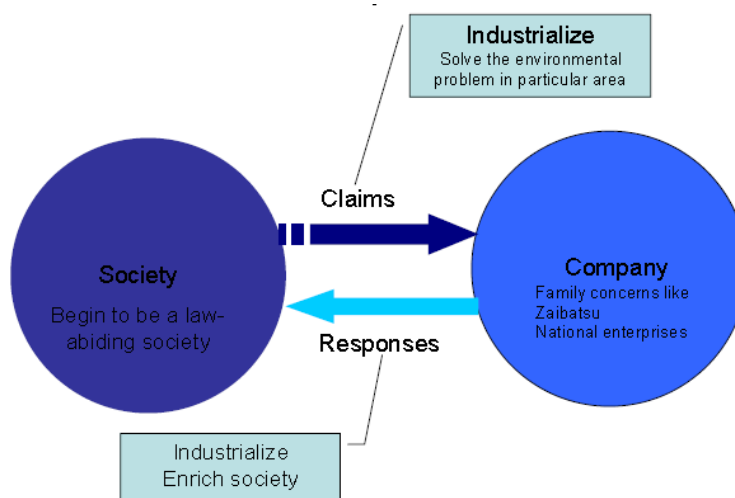 Industrialize
Solve the environmental
problem in particular area
Claims
Society
Begin to be a law-
abiding society
Company
Family concerns like
Zaibatsu
National enterprises
Responses
Industrialize
Enrich society